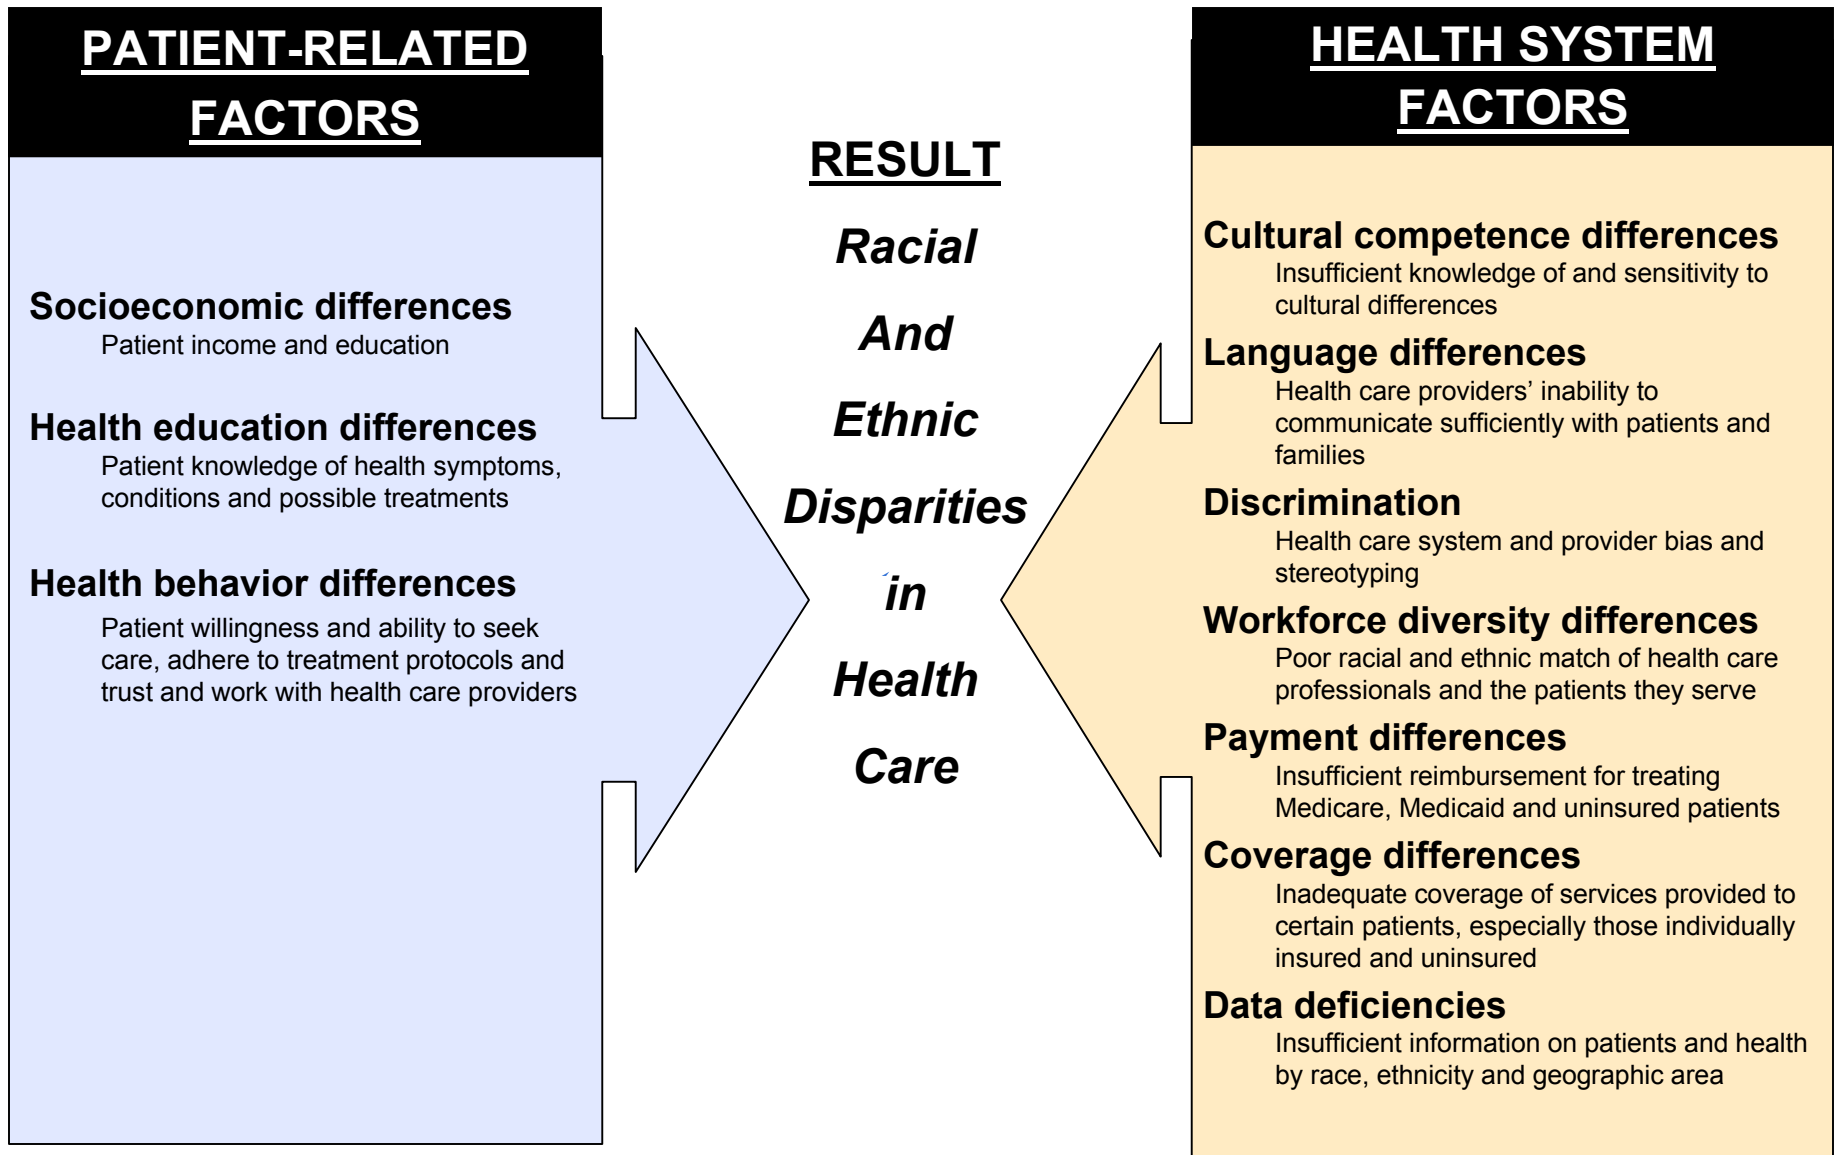 PATIENT-RELATED
FACTORS
Socioeconomic differences
Patient income and education
Health education differences
Patient knowledge of health symptoms,
conditions and possible treatments
Health behavior differences
Patient willingness and ability to seek
care, adhere to treatment protocols and
trust and work with health care providers
RESULT
Racial
And
Ethnic
Disparities
in
Health
Care
HEALTH SYSTEM
FACTORS
Cultural competence differences
Insufficient knowledge of and sensitivity to
cultural differences
Language differences
Health care providers’ inability to
communicate sufficiently with patients and
families
Discrimination
Health care system and provider bias and
stereotyping
Workforce diversity differences
Poor racial and ethnic match of health care
professionals and the patients they serve
Payment differences
Insufficient reimbursement for treating
Medicare, Medicaid and uninsured patients
Coverage differences
Inadequate coverage of services provided to
certain patients, especially those individually
insured and uninsured
Data deficiencies
Insufficient information on patients and health
by race, ethnicity and geographic area